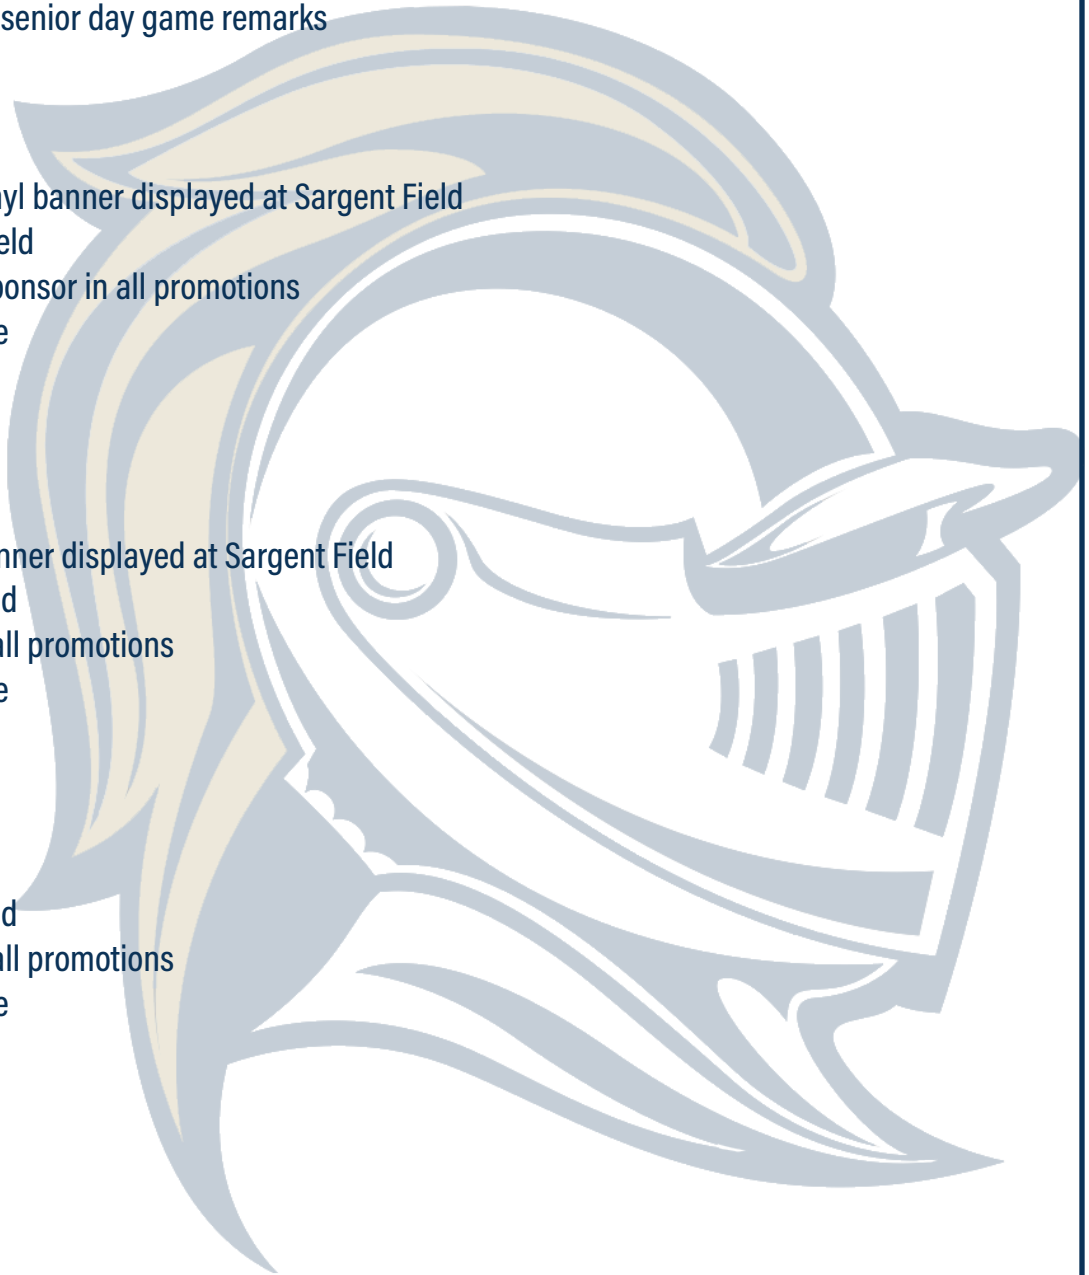 senior day game remarks
yl banner displayed at Sargent Field
eld
onsor in all promotions
e
nner displayed at Sargent Field
d
all promotions
e
d
all promotions
e